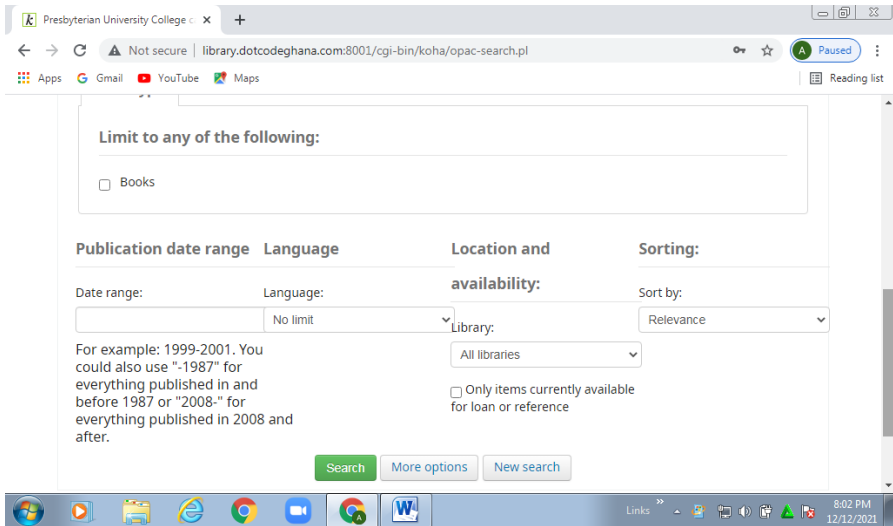 Presbyterian University College c
Not secure | library.dotcodeghana.com:8001/cgi-bin/koha/opac-search.pl
A Paused
Apps G Gmail YouTube Maps Reading list
Limit to any of the following:
Books
Publication date range
Date range:
For example: 1999-2001. You
could also use "-1987" for
everything published in and
before 1987 or "2008-" for
everything published in 2008 and
after.
Language
Language:
No limit
Location and
availability:
Library:
All libraries
Only items currently available
for loan or reference
Sorting:
Sort by:
Relevance
Search More options New search
Links
8:02 PM
12/12/2021